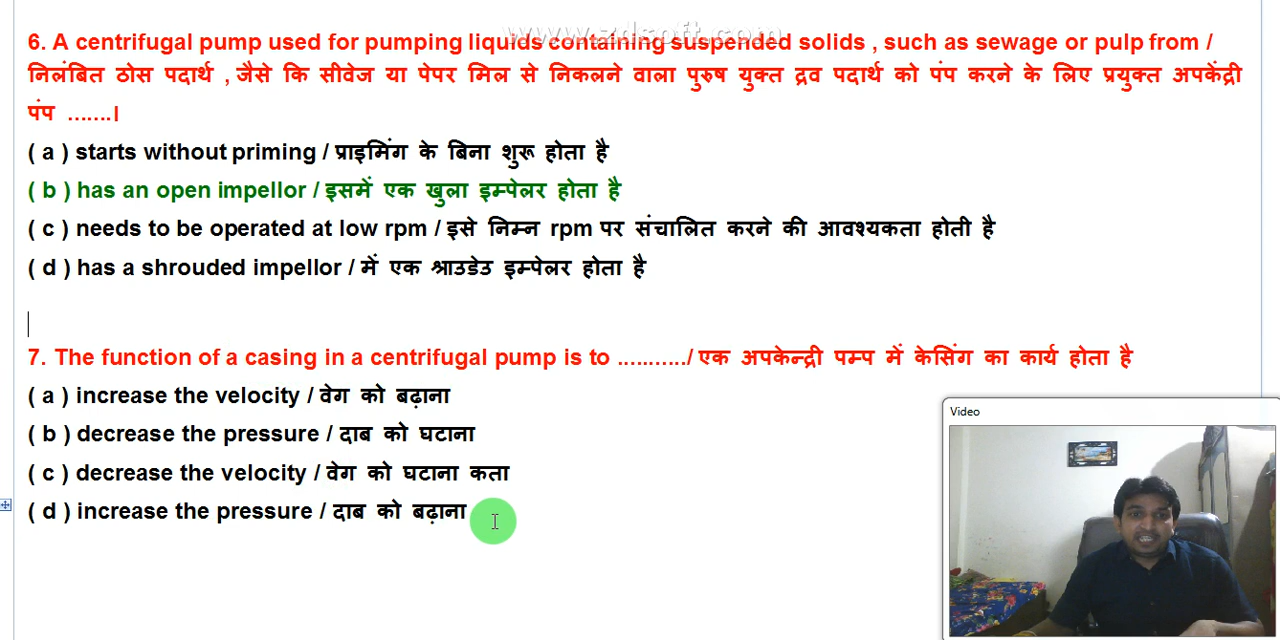 www.zdsoft.com
6. A centrifugal pump used for pumping liquids containing suspended solids , such as sewage or pulp from /
निलंबित ठोस पदार्थ , जैसे कि सीवेज या पेपर मिल से निकलने वाला पुरुष युक्त द्रव पदार्थ को पंप करने के लिए प्रयुक्त अपकेंद्री
पंप .......।
( a ) starts without priming / प्राइमिंग के बिना शुरू होता है
( b ) has an open impellor / इसमें एक खुला इम्पेलर होता है
( c ) needs to be operated at low rpm / इसे निम्न rpm पर संचालित करने की आवश्यकता होती है
( d ) has a shrouded impellor / में एक श्राउडेउ इम्पेलर होता है
7. The function of a casing in a centrifugal pump is to .........../ एक अपकेन्द्री पम्प में केसिंग का कार्य होता है
( a ) increase the velocity / वेग को बढ़ाना
( b ) decrease the pressure / दाब को घटाना
( c ) decrease the velocity / वेग को घटाना कता
( d ) increase the pressure / दाब को बढ़ाना
Video